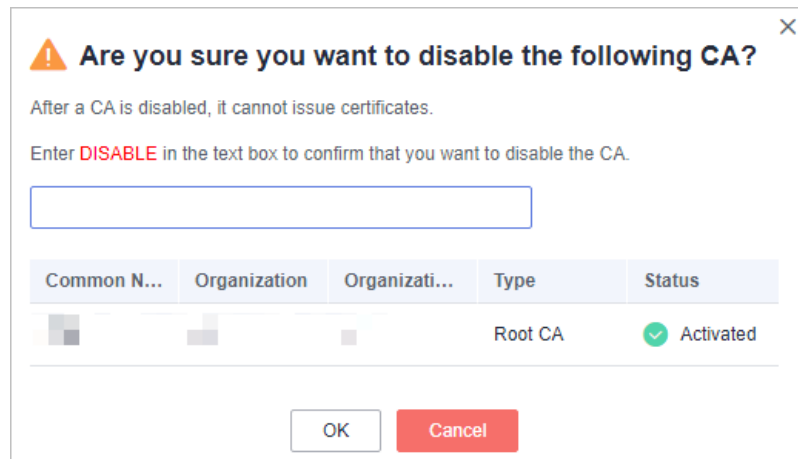 Are you sure you want to disable the following CA?
After a CA is disabled, it cannot issue certificates.
Enter DISABLE in the text box to confirm that you want to disable the CA.
Common N... Organization Organizati... Type Status
Root CA Activated
OK Cancel